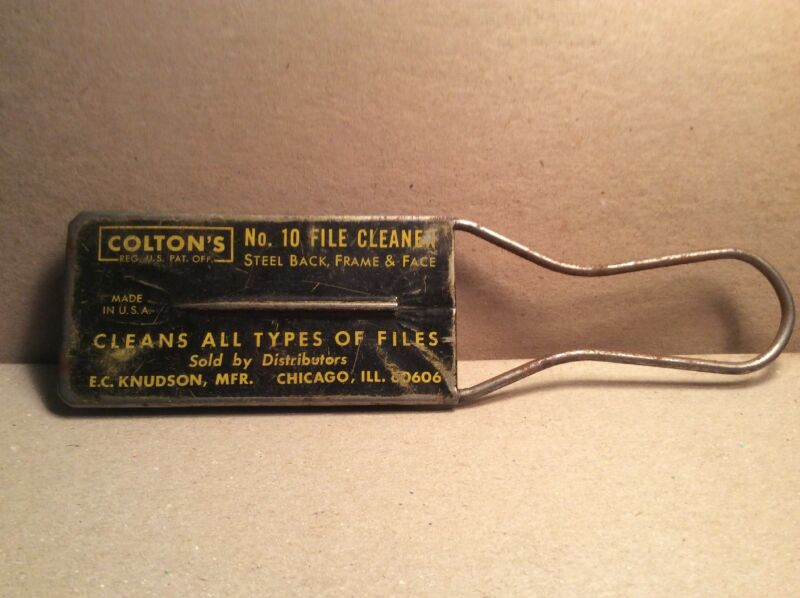 COLTON'S
REG. U.S. PAT. OFF.
No. 10 FILE CLEANER
STEEL BACK, FRAME & FACE
MADE
IN U.S.A.
CLEANS ALL TYPES OF FILES
Sold by Distributors
E.C. KNUDSON, MFR. CHICAGO, ILL. 60606